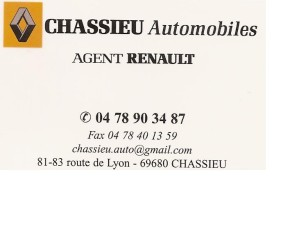 CHASSIEU Automobiles
AGENT RENAULT
✆ 04 78 90 34 87
Fax 04 78 40 13 59
chassieu.auto@gmail.com
81-83 route de Lyon - 69680 CHASSIEU